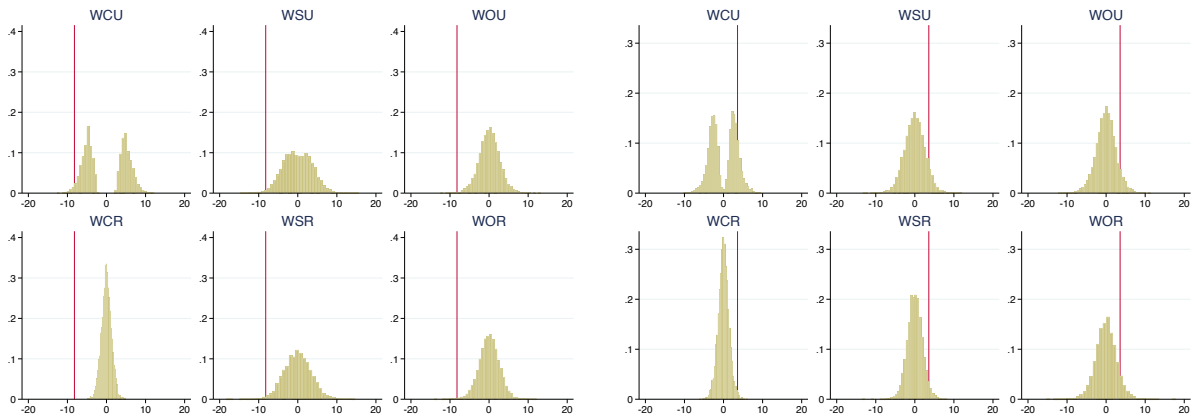 WCU WSU WOU WCU WSU WOU
.4 .4 .4
.3 .3 .3 .3 .3 .3
.2 .2 .2 .2 .2 .2
.1 .1 .1 .1 .1 .1
0 0 0 0 0 0
-20 -10 0 10 20 -20 -10 0 10 20 -20 -10 0 10 20 -20 -10 0 10 20 -20 -10 0 10 20 -20 -10 0 10 20
WCR WSR WOR WCR WSR WOR
.4 .4 .4
.3 .3 .3 .3 .3 .3
.2 .2 .2 .2 .2 .2
.1 .1 .1 .1 .1 .1
0 0 0 0 0 0
-20 -10 0 10 20 -20 -10 0 10 20 -20 -10 0 10 20 -20 -10 0 10 20 -20 -10 0 10 20 -20 -10 0 10 20